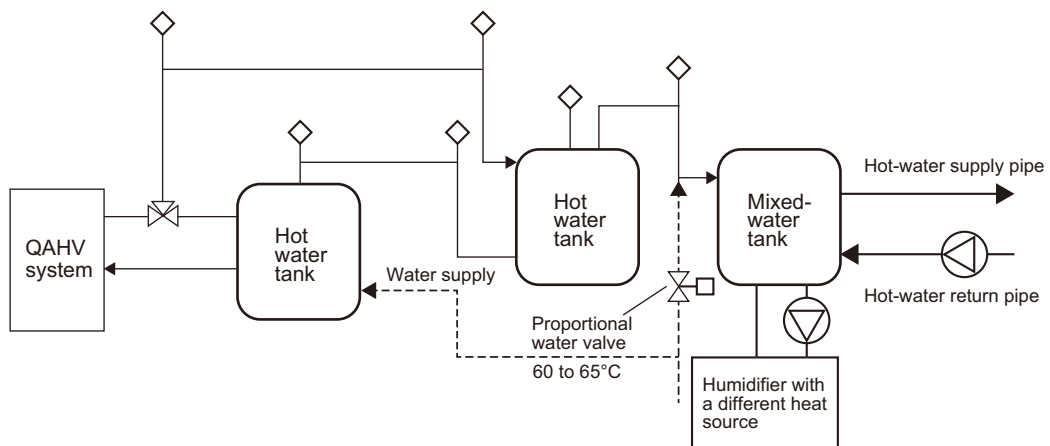 QAHV
system
Hot
water
tank
Water supply
Hot
water
tank
Proportional
water valve
60 to 65°C
Mixed-
water
tank
Hot-water supply pipe
Hot-water return pipe
Humidifier with
a different heat
source